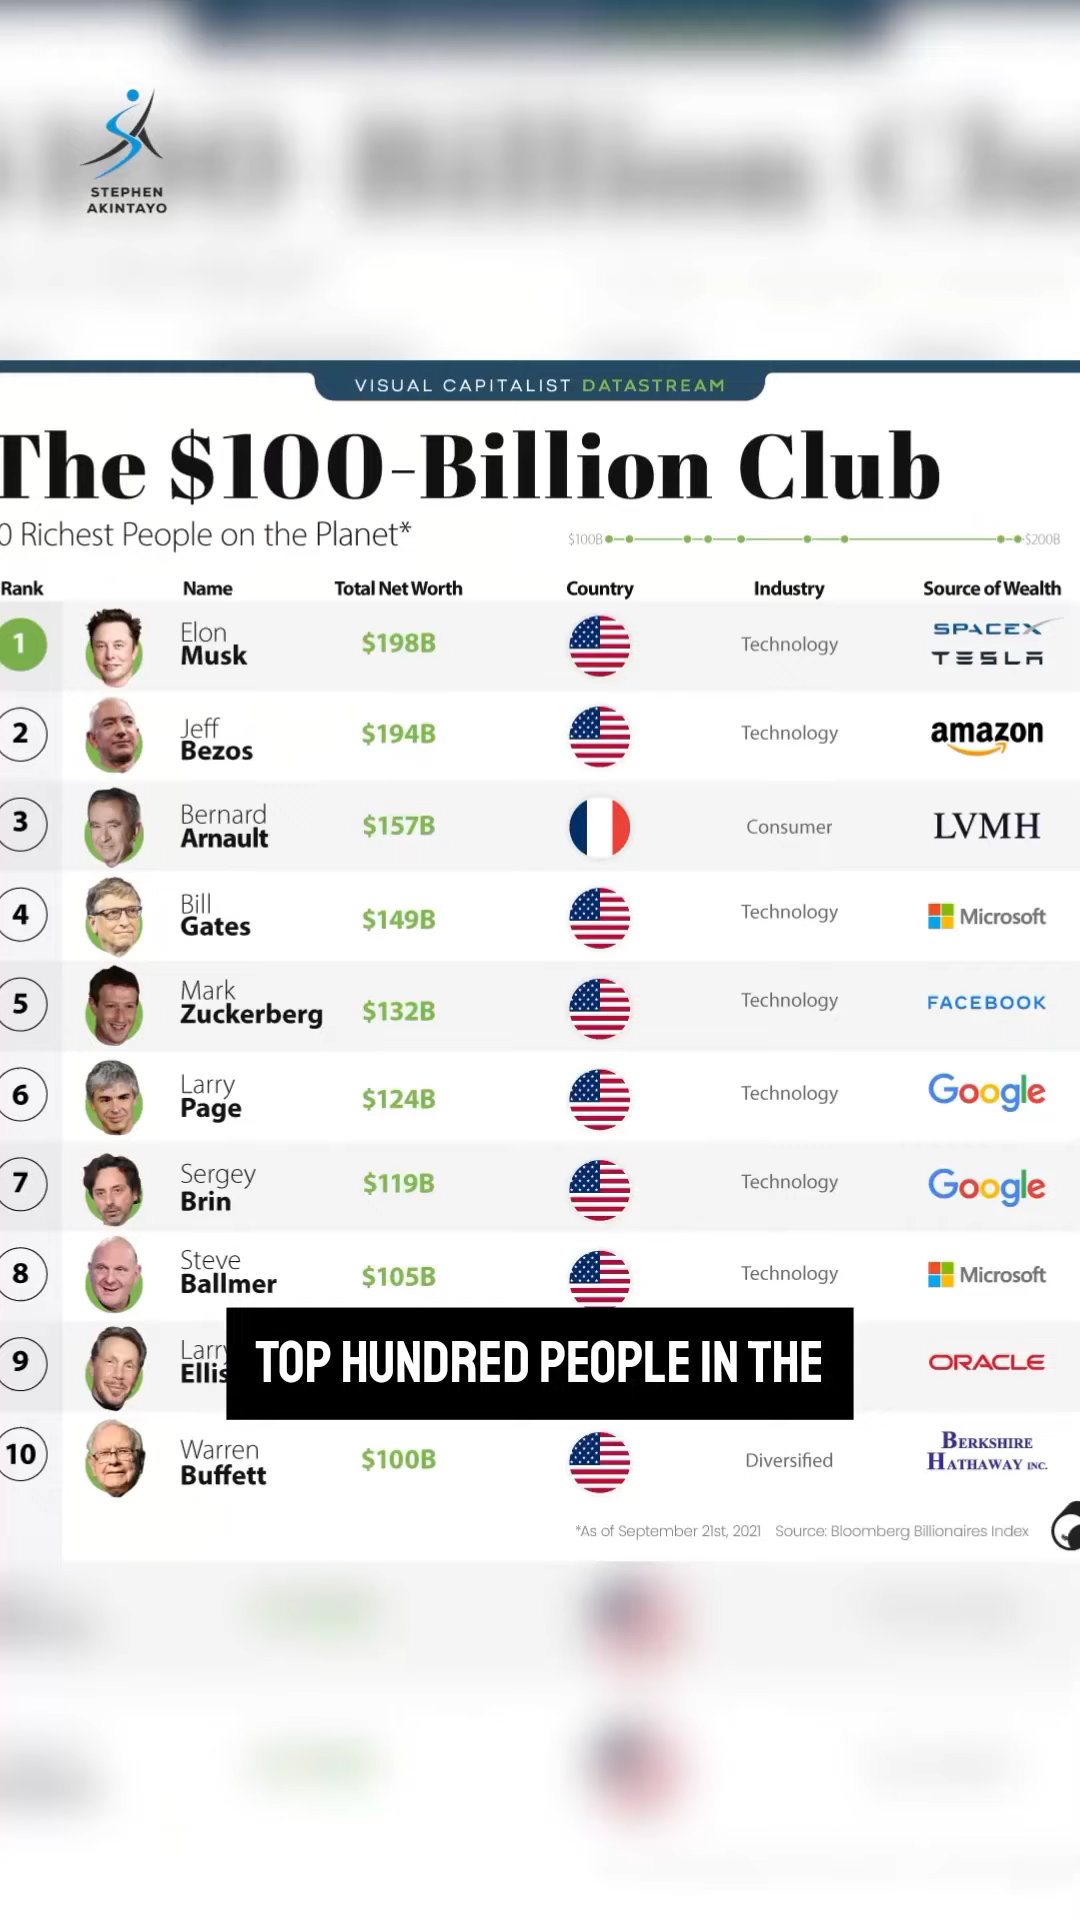 STEPHEN
AKINTAYO
VISUAL CAPITALIST DATASTREAM
The $100-Billion Club
0 Richest People on the Planet*
$100B $200B
Rank Name Total Net Worth Country Industry Source of Wealth
1 Elon Musk $198B Technology SPACEX TESLA
2 Jeff Bezos $194B Technology amazon
3 Bernard Arnault $157B Consumer LVMH
4 Bill Gates $149B Technology Microsoft
5 Mark Zuckerberg $132B Technology FACEBOOK
6 Larry Page $124B Technology Google
7 Sergey Brin $119B Technology Google
8 Steve Ballmer $105B Technology Microsoft
9 Larry Ellis ORACLE
TOP HUNDRED PEOPLE IN THE
10 Warren Buffett $100B Diversified BERKSHIRE HATHAWAY INC.
*As of September 21st, 2021 Source: Bloomberg Billionaires Index